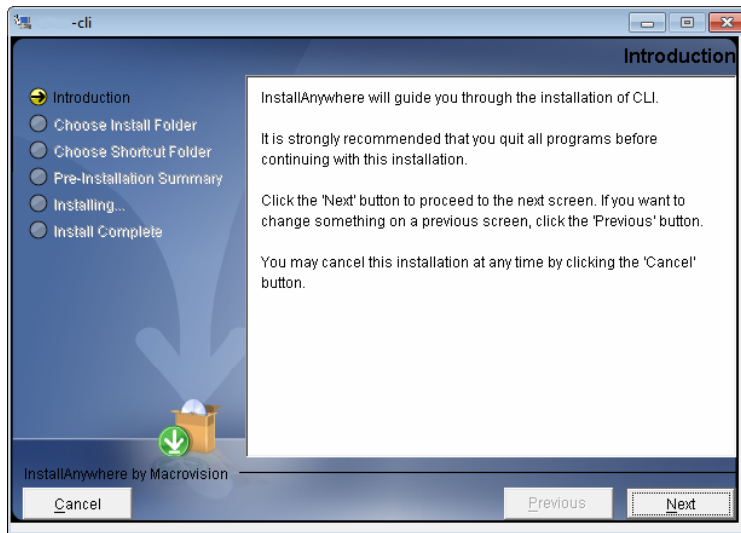 -cli
Introduction
Introduction
Choose Install Folder
Choose Shortcut Folder
Pre-Installation Summary
Installing...
Install Complete
InstallAnywhere will guide you through the installation of CLI.
It is strongly recommended that you quit all programs before
continuing with this installation.
Click the 'Next' button to proceed to the next screen. If you want to
change something on a previous screen, click the 'Previous' button.
You may cancel this installation at any time by clicking the 'Cancel'
button.
InstallAnywhere by Macrovision
Cancel
Previous
Next